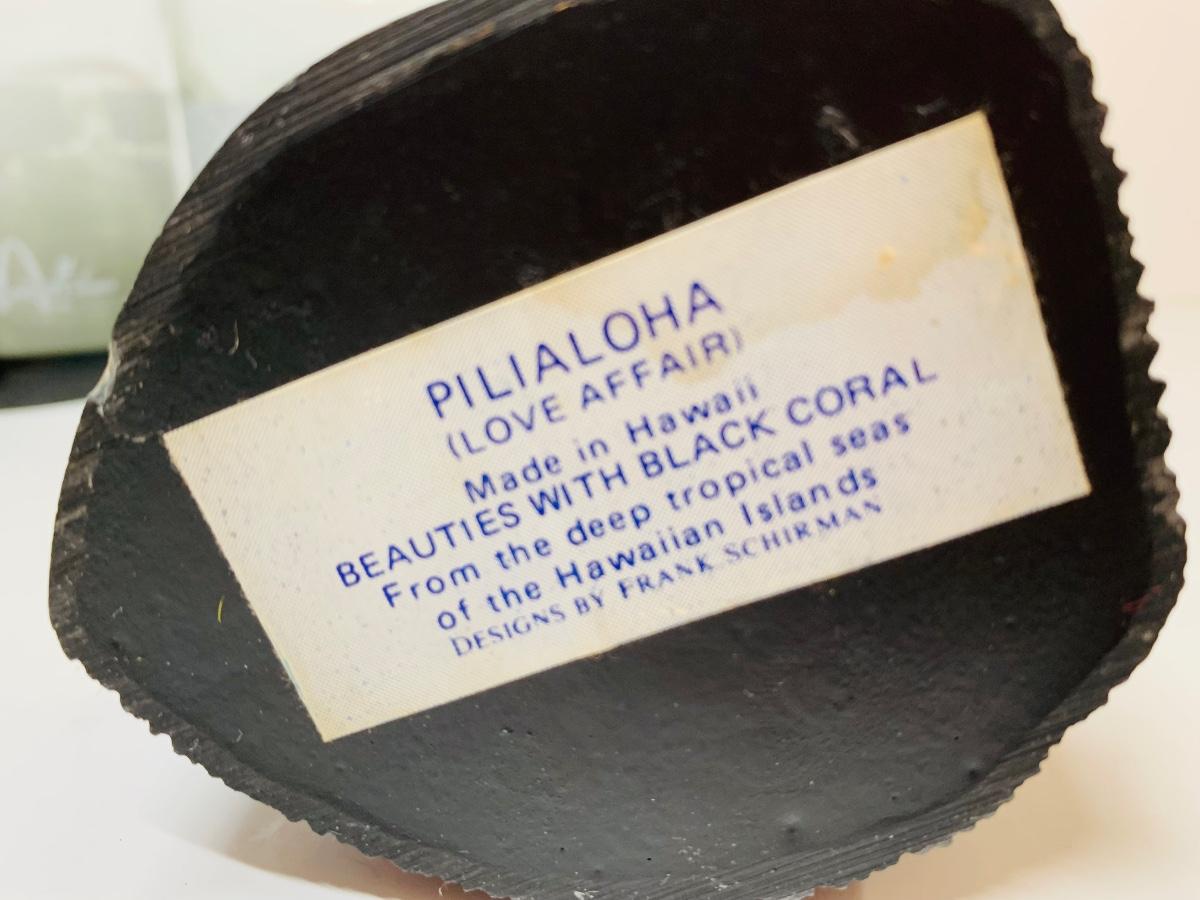 PILIALOHA
(LOVE AFFAIR)
Made in Hawaii
BEAUTIES WITH BLACK CORAL
From the deep tropical seas
of the Hawaiian Islands
DESIGNS BY FRANK SCHIRMAN